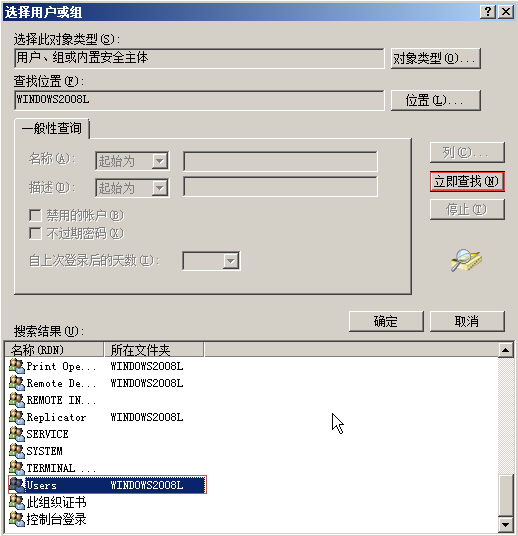 选择用户或组
选择此对象类型(S):
用户、组或内置安全主体
对象类型(O)...
查找位置(F):
WINDOWS2008L
位置(L)...
一般性查询
名称(A):
起始为
列(C)...
描述(D):
起始为
立即查找(N)
禁用的帐户(B)
停止(T)
不过期密码(X)
自上次登录后的天数(I):
确定
取消
搜索结果(U):
名称(RDN) 所在文件夹
Print Ope... WINDOWS2008L
Remote De... WINDOWS2008L
REMOTE IN...
Replicator WINDOWS2008L
SERVICE
SYSTEM
TERMINAL ...
Users WINDOWS2008L
此组织证书
控制台登录